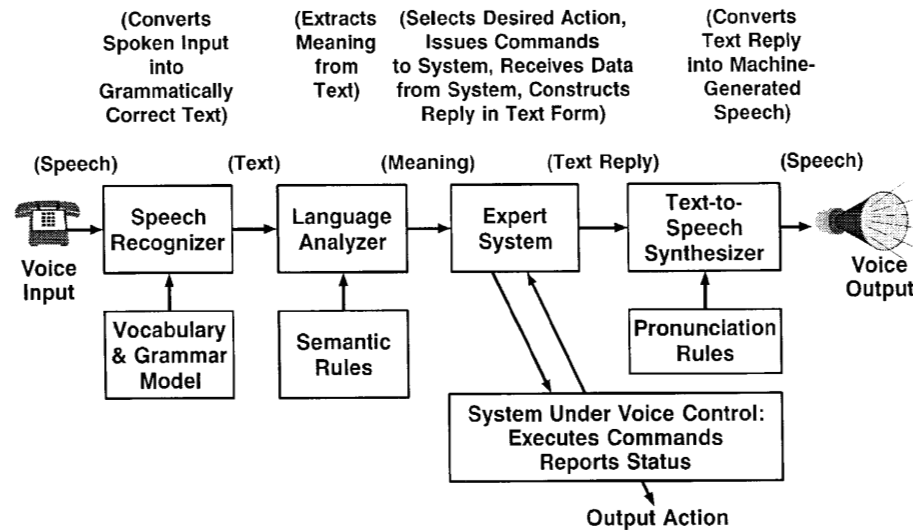 (Converts
Spoken Input
into
Grammatically
Correct Text)
(Extracts
Meaning
from
Text)
(Selects Desired Action,
Issues Commands
to System, Receives Data
from System, Constructs
Reply in Text Form)
(Converts
Text Reply
into Machine-
Generated
Speech)
(Speech)
(Text)
(Meaning)
(Text Reply)
(Speech)
Voice
Input
Speech
Recognizer
Language
Analyzer
Expert
System
Text-to-
Speech
Synthesizer
Voice
Output
Vocabulary
& Grammar
Model
Semantic
Rules
Pronunciation
Rules
System Under Voice Control:
Executes Commands
Reports Status
Output Action